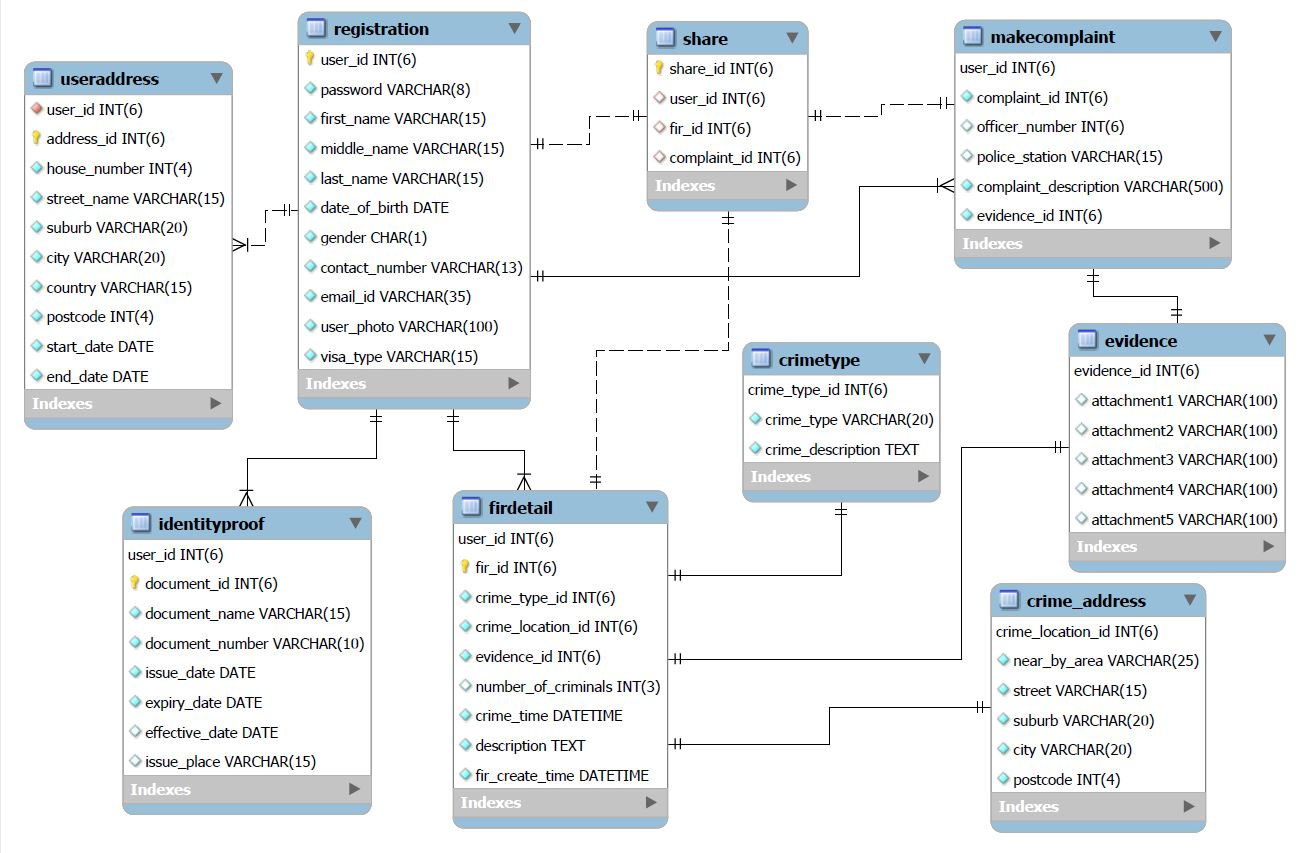 registration
user_id INT(6)
password VARCHAR(8)
first_name VARCHAR(15)
middle_name VARCHAR(15)
last_name VARCHAR(15)
date_of_birth DATE
gender CHAR(1)
contact_number VARCHAR(13)
email_id VARCHAR(35)
user_photo VARCHAR(100)
visa_type VARCHAR(15)
Indexes
share
share_id INT(6)
user_id INT(6)
fir_id INT(6)
complaint_id INT(6)
Indexes
makecomplaint
user_id INT(6)
complaint_id INT(6)
officer_number INT(6)
police_station VARCHAR(15)
complaint_description VARCHAR(500)
evidence_id INT(6)
Indexes
useraddress
user_id INT(6)
address_id INT(6)
house_number INT(4)
street_name VARCHAR(15)
suburb VARCHAR(20)
city VARCHAR(20)
country VARCHAR(15)
postcode INT(4)
start_date DATE
end_date DATE
Indexes
crimetype
crime_type_id INT(6)
crime_type VARCHAR(20)
crime_description TEXT
Indexes
evidence
evidence_id INT(6)
attachment1 VARCHAR(100)
attachment2 VARCHAR(100)
attachment3 VARCHAR(100)
attachment4 VARCHAR(100)
attachment5 VARCHAR(100)
Indexes
identityproof
user_id INT(6)
document_id INT(6)
document_name VARCHAR(15)
document_number VARCHAR(10)
issue_date DATE
expiry_date DATE
effective_date DATE
issue_place VARCHAR(15)
Indexes
firdetail
user_id INT(6)
fir_id INT(6)
crime_type_id INT(6)
crime_location_id INT(6)
evidence_id INT(6)
number_of_criminals INT(3)
crime_time DATETIME
description TEXT
fir_create_time DATETIME
Indexes
crime_address
crime_location_id INT(6)
near_by_area VARCHAR(25)
street VARCHAR(15)
suburb VARCHAR(20)
city VARCHAR(20)
postcode INT(4)
Indexes